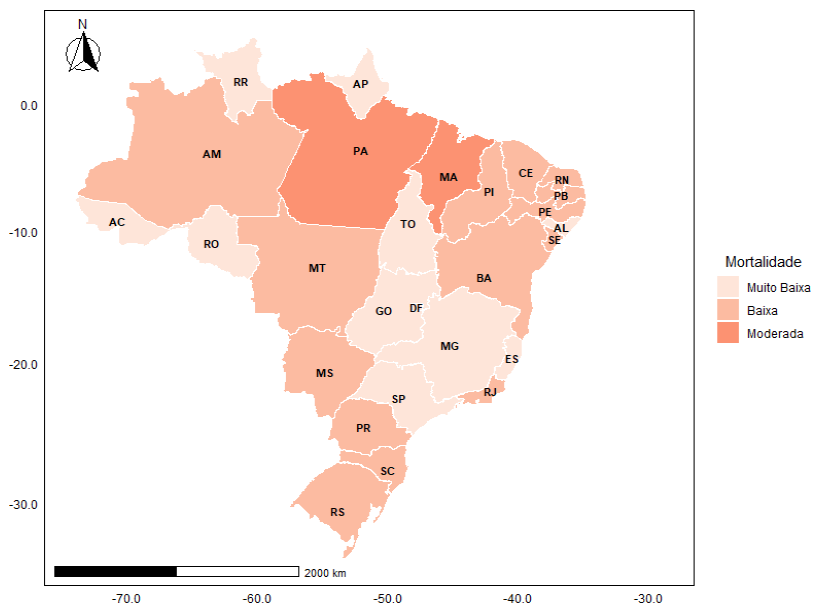 N
RR
AP
0.0
AM
PA
MA
CE
RN
PI
PB
PE
AC
TO
AL
-10.0
RO
SE
MT
BA
GO
DF
MG
ES
-20.0
MS
SP
RJ
PR
SC
-30.0
RS
2000 km
-70.0
-60.0
-50.0
-40.0
-30.0
Mortalidade
Muito Baixa
Baixa
Moderada